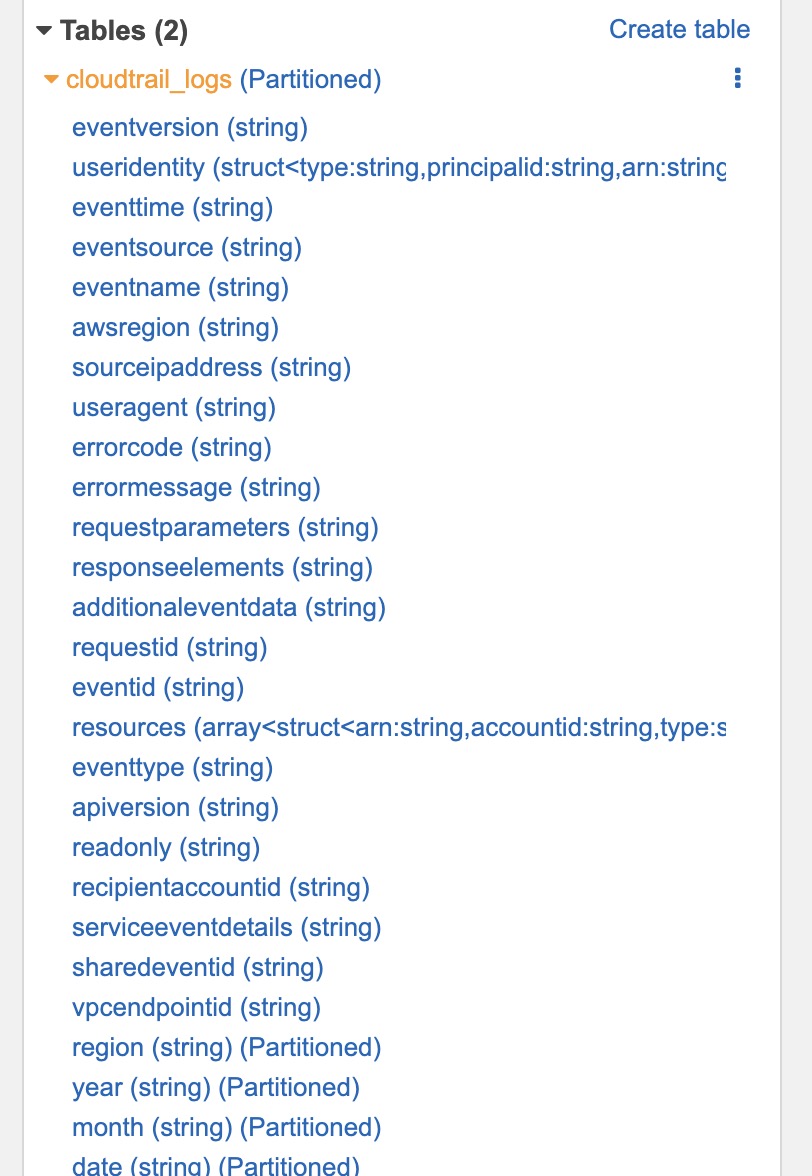 Tables (2)
Create table
cloudtrail_logs (Partitioned)
eventversion (string)
useridentity (struct<type:string,principalid:string,arn:string
eventtime (string)
eventsource (string)
eventname (string)
awsregion (string)
sourceipaddress (string)
useragent (string)
errorcode (string)
errormessage (string)
requestparameters (string)
responseelements (string)
additionaleventdata (string)
requestid (string)
eventid (string)
resources (array<struct<arn:string,accountid:string,type:s
eventtype (string)
apiversion (string)
readonly (string)
recipientaccountid (string)
serviceeventdetails (string)
sharedeventid (string)
vpcendpointid (string)
region (string) (Partitioned)
year (string) (Partitioned)
month (string) (Partitioned)
date (string) (Partitioned)